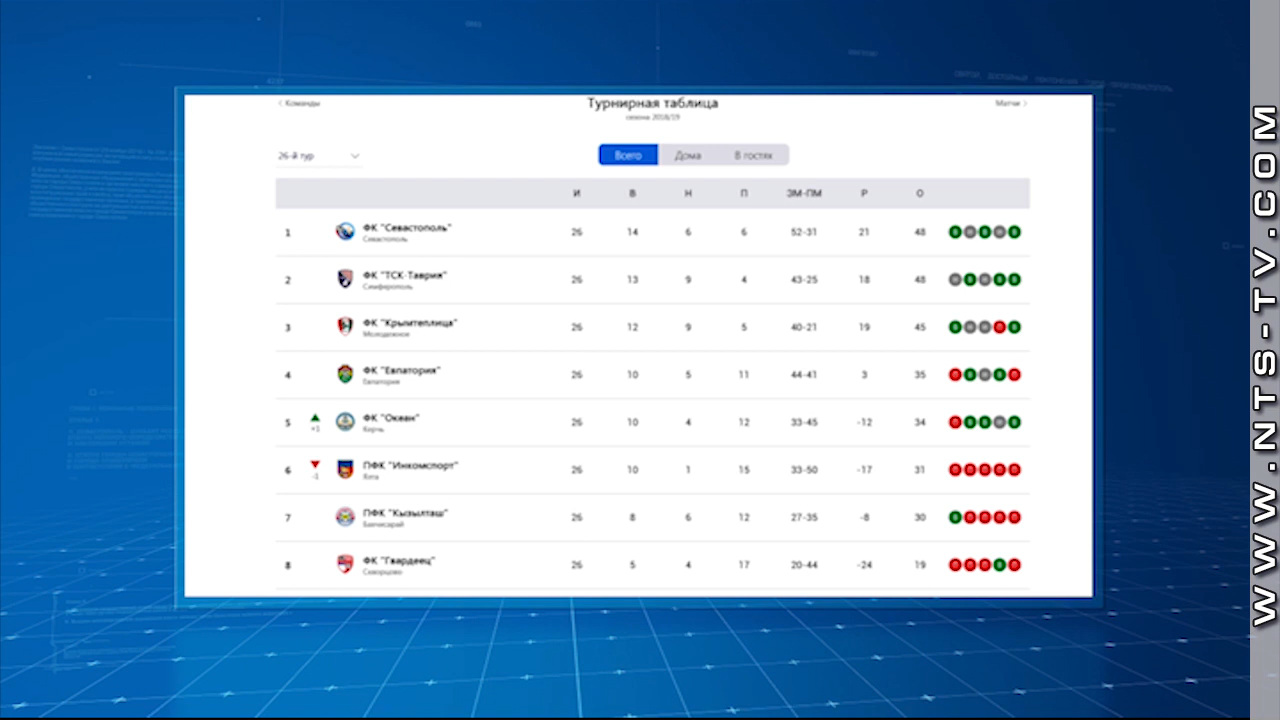 Команды
Турнирная таблица
Матчи
сезона 2018/19
26-й тур
Всего Дома В гостях
И В Н П ЗМ-ПМ Р О
1 ФК "Севастополь" 26 14 6 6 52-31 21 48 В Н В Н В
Севастополь
2 ФК "ТСК-Таврия" 26 13 9 4 43-25 18 48 Н В Н В В
Симферополь
3 ФК "Крымтеплица" 26 12 9 5 40-21 19 45 В Н Н П В
Молодежное
4 ФК "Евпатория" 26 10 5 11 44-41 3 35 П В Н В П
Евпатория
5 ФК "Океан" 26 10 4 12 33-45 -12 34 П В В Н В
+1 Керчь
6 ПФК "Инкомспорт" 26 10 1 15 33-50 -17 31 П П П П П
-1 Ялта
7 ПФК "Кызылташ" 26 8 6 12 27-35 -8 30 В П П П П
Бахчисарай
8 ФК "Гвардеец" 26 5 4 17 20-44 -24 19 П П П В П
Скворцово
WWW.NTS-TV.COM